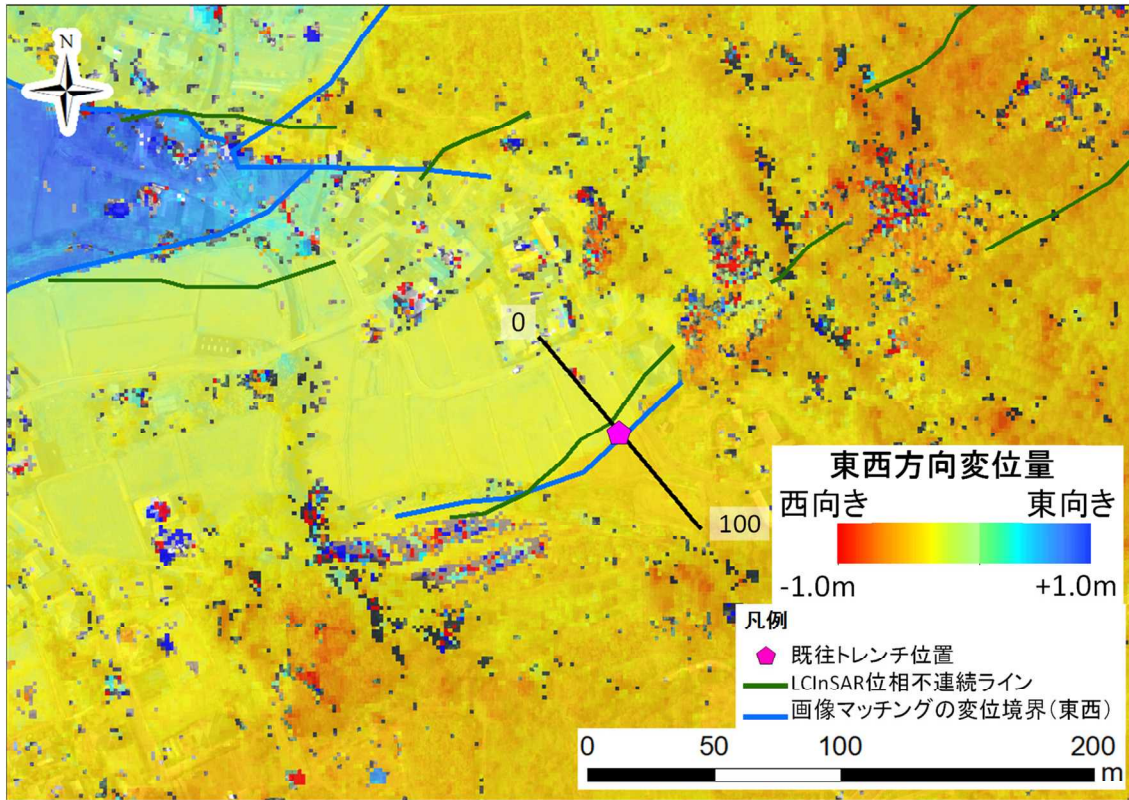 N
0
100
東西方向変位量
西向き 東向き
-1.0m +1.0m
凡例
既往トレンチ位置
LCInSAR位相不連続ライン
画像マッチングの変位境界(東西)
0 50 100 200
m